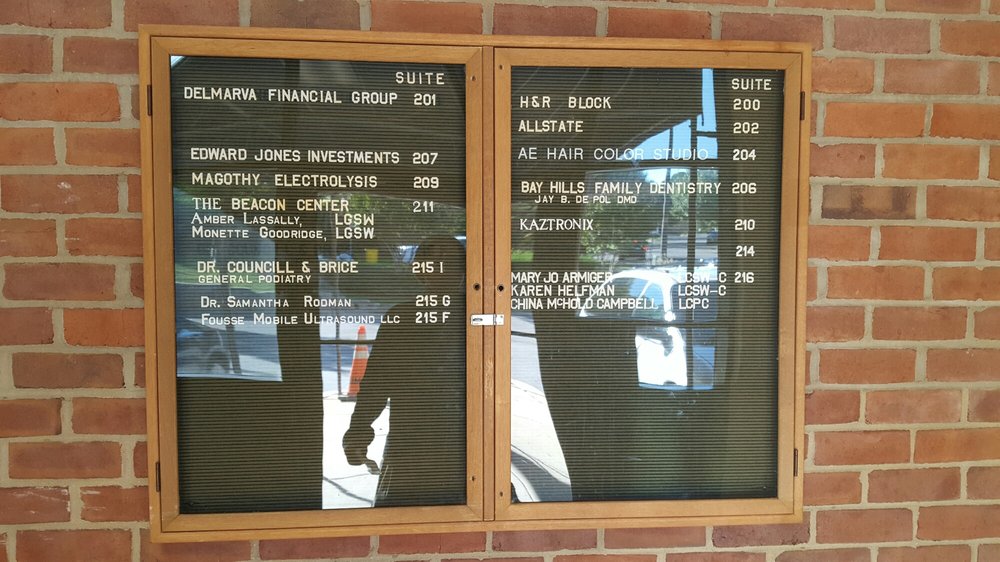 SUITE
DELMARVA FINANCIAL GROUP 201
EDWARD JONES INVESTMENTS 207
MAGOTHY ELECTROLYSIS 209
THE BEACON CENTER 211
AMBER LASSALLY, LGSW
MONETTE GOODRIDGE, LGSW
DR. COUNCILL & BRICE 215 I
GENERAL PODIATRY
DR. SAMANTHA RODMAN 215 G
FOUSSE MOBILE ULTRASOUND LLC 215 F
SUITE
H&R BLOCK 200
ALLSTATE 202
AE HAIR COLOR STUDIO 204
BAY HILLS FAMILY DENTISTRY 206
JAY B. DE POL DMD
KAZTRONIX 210
214
MARY JO ARMIGER LCSW-C 216
KAREN HELFMAN LCSW-C
CHINA McHOLD CAMPBELL LCPC